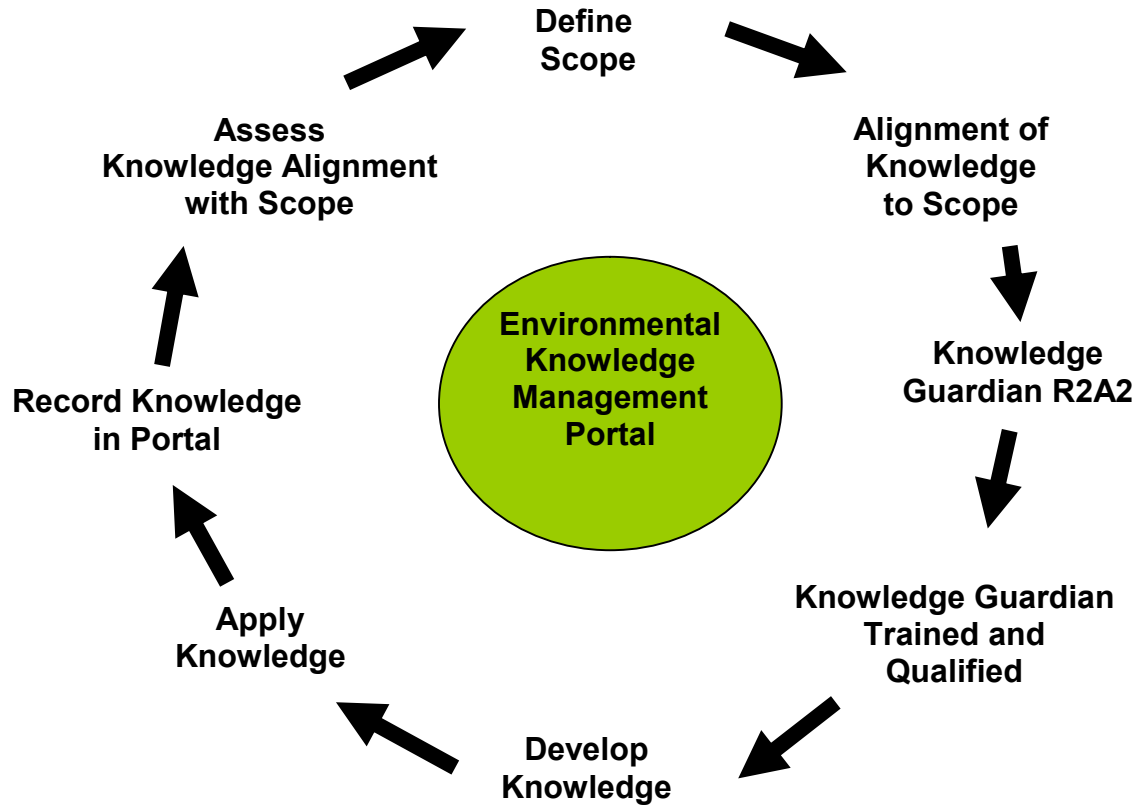 Define
Scope
Alignment of
Knowledge
to Scope
Knowledge
Guardian R2A2
Knowledge Guardian
Trained and
Qualified
Develop
Knowledge
Apply
Knowledge
Record Knowledge
in Portal
Assess
Knowledge Alignment
with Scope
Environmental
Knowledge
Management
Portal